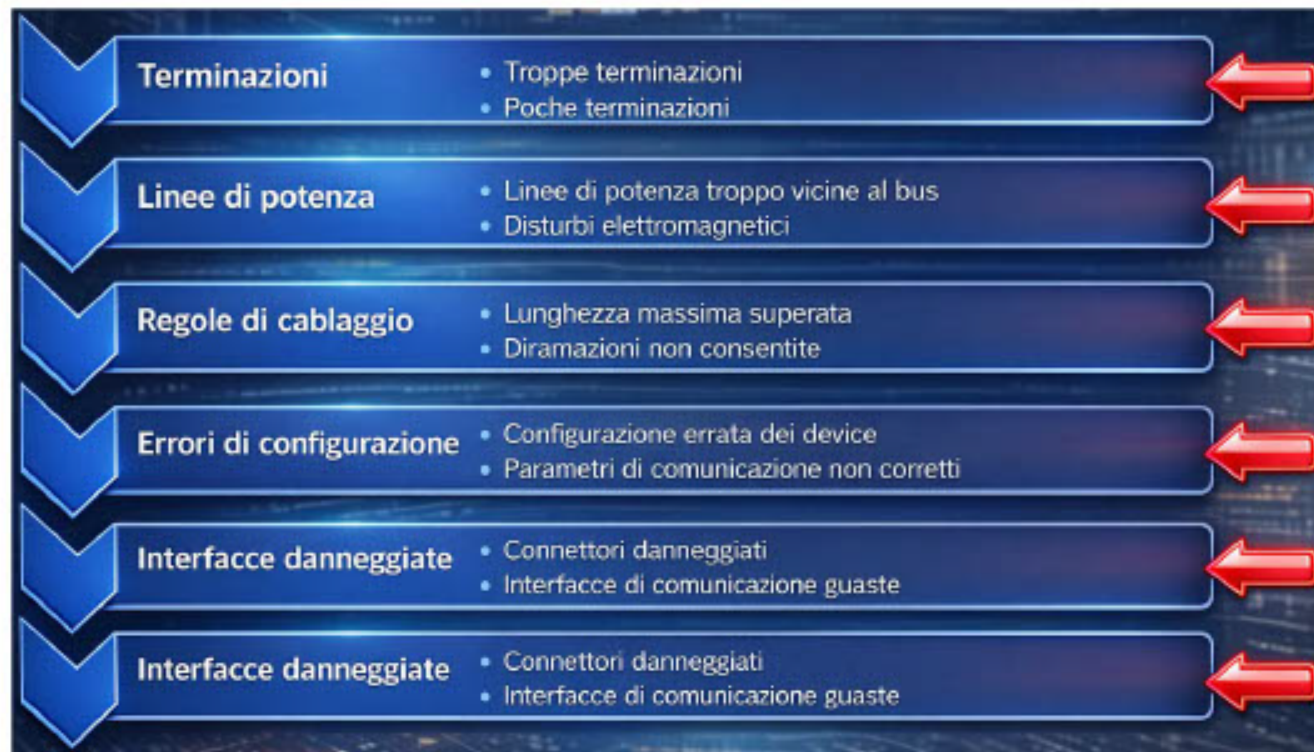 Terminazioni
• Troppe terminazioni
• Poche terminazioni
Linee di potenza
• Linee di potenza troppo vicine al bus
• Disturbi elettromagnetici
Regole di cablaggio
• Lunghezza massima superata
• Diramazioni non consentite
Errori di configurazione
• Configurazione errata dei device
• Parametri di comunicazione non corretti
Interfacce danneggiate
• Connettori danneggiati
• Interfacce di comunicazione guaste
Interfacce danneggiate
• Connettori danneggiati
• Interfacce di comunicazione guaste